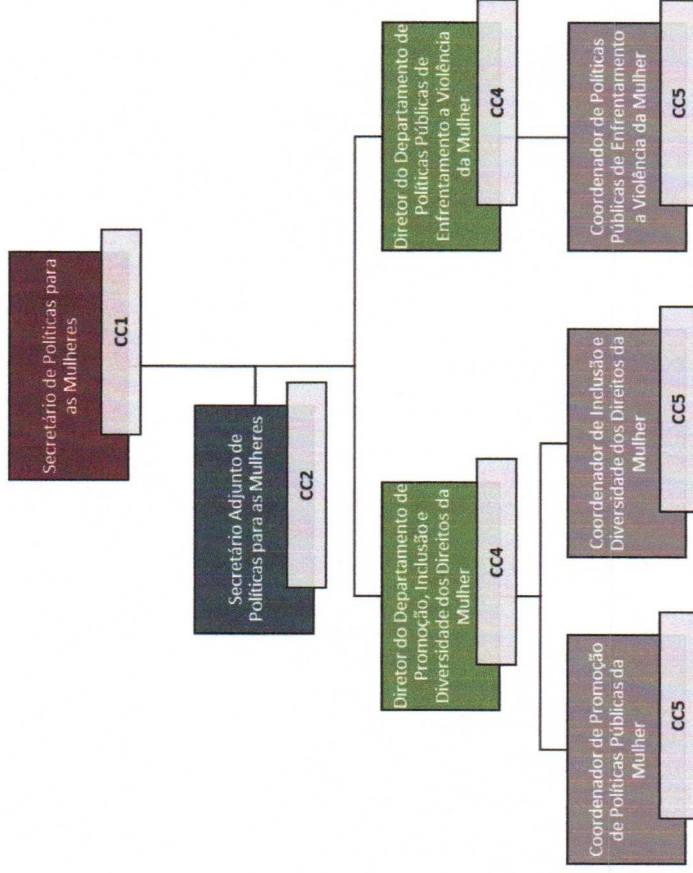 Secretário de Políticas para
as Mulheres
CC1
Secretário Adjunto de
Políticas para as Mulheres
CC2
Diretor do Departamento de
Promoção, Inclusão e
Diversidade dos Direitos da
Mulher
CC4
Diretor do Departamento de
Políticas Públicas de
Enfrentamento a Violência
da Mulher
CC4
Coordenador de Promoção
de Políticas Públicas da
Mulher
CC5
Coordenador de Inclusão e
Diversidade dos Direitos da
Mulher
CC5
Coordenador de Políticas
Públicas de Enfrentamento
a Violência da Mulher
CC5